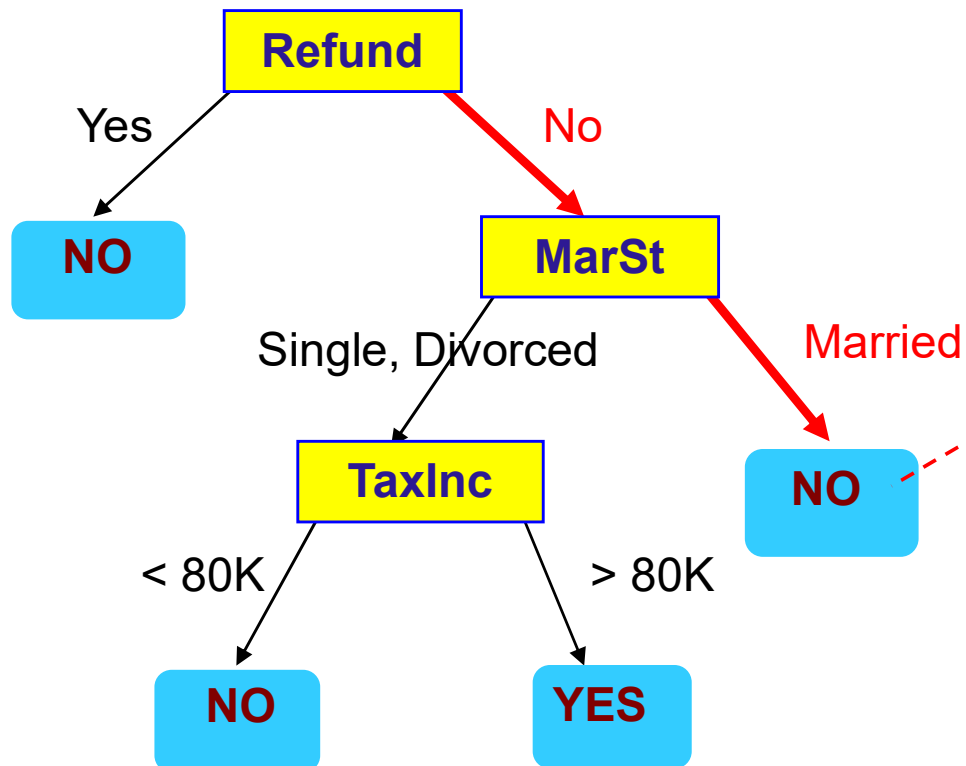 Refund
Yes
No
NO
MarSt
Single, Divorced
Married
TaxInc
NO
< 80K
> 80K
NO
YES